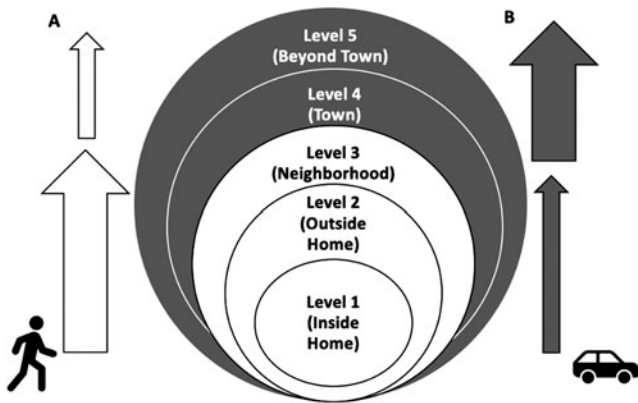 A
B
Level 5
(Beyond Town)
Level 4
(Town)
Level 3
(Neighborhood)
Level 2
(Outside
Home)
Level 1
(Inside
Home)